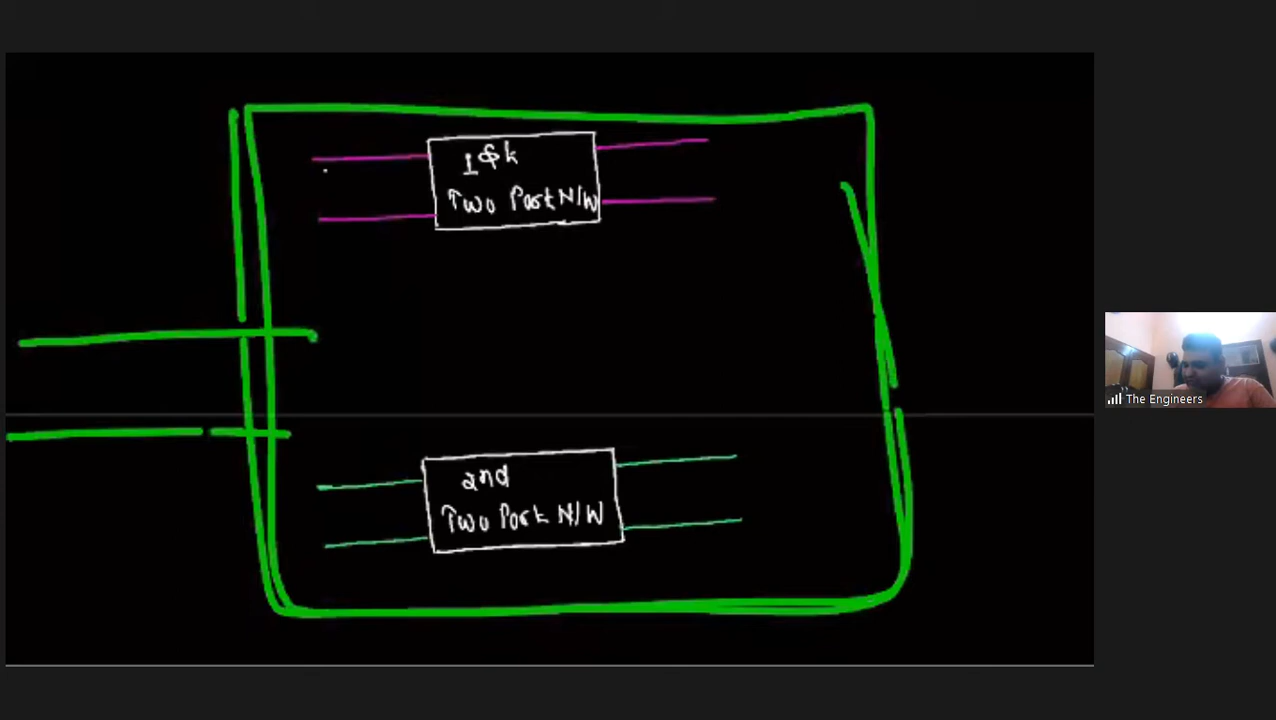 1st
Two Port N/W
2nd
Two Port N/W
The Engineers